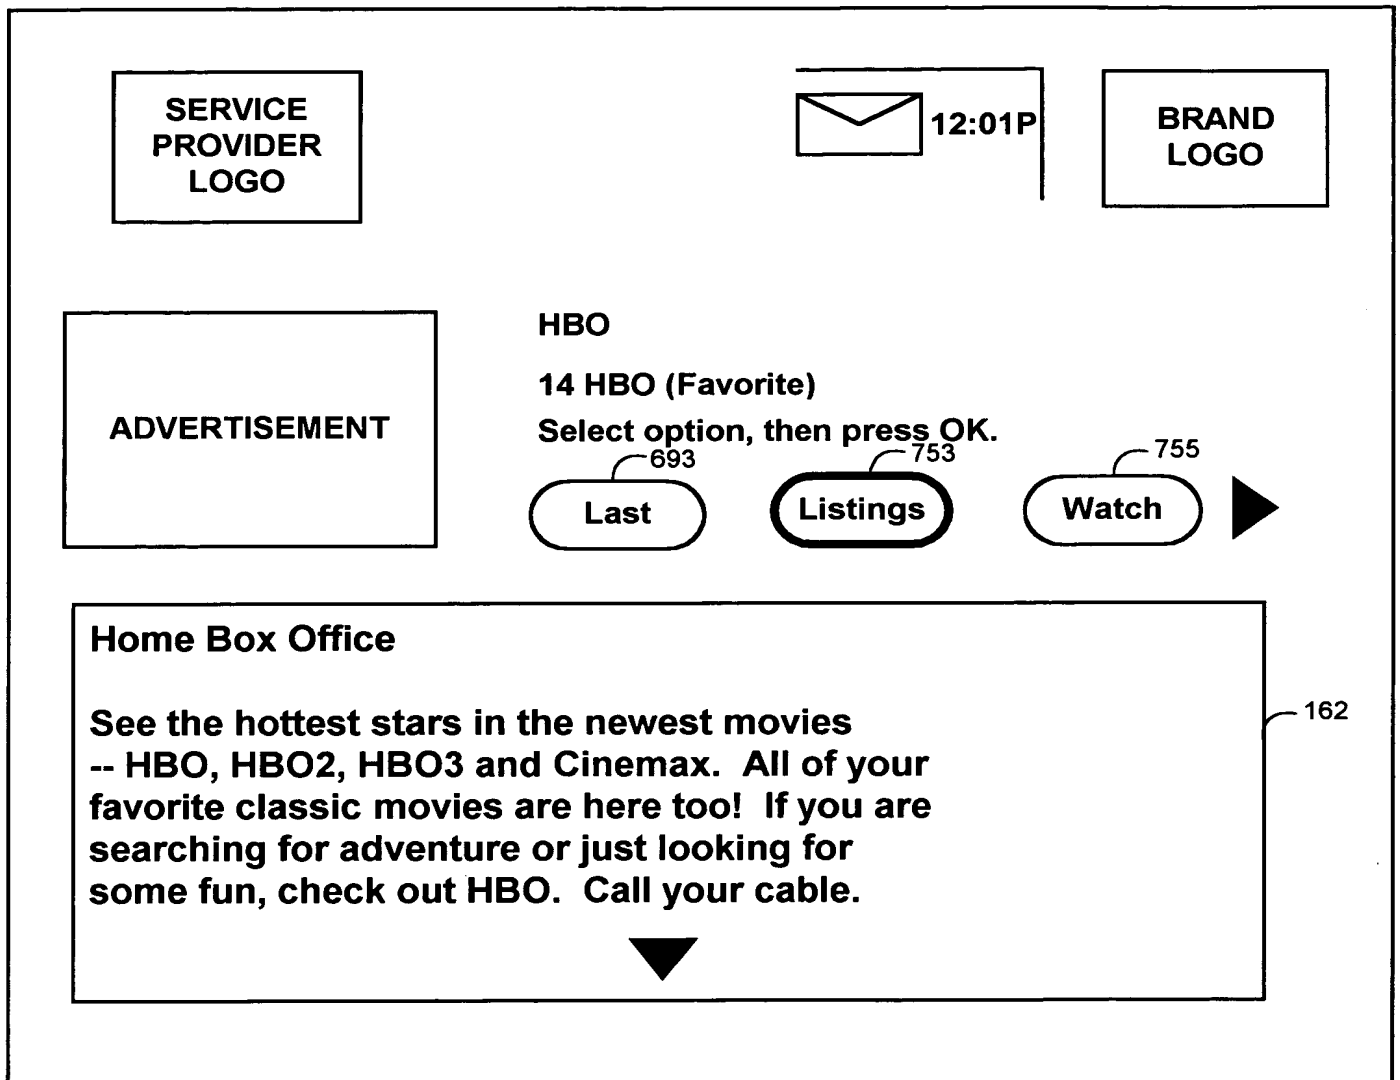 SERVICE
PROVIDER
LOGO
12:01P
BRAND
LOGO
ADVERTISEMENT
HBO
14 HBO (Favorite)
Select option, then press OK.
693
753
755
Last
Listings
Watch
Home Box Office
See the hottest stars in the newest movies
-- HBO, HBO2, HBO3 and Cinemax.  All of your
favorite classic movies are here too!  If you are
searching for adventure or just looking for
some fun, check out HBO.  Call your cable.
162